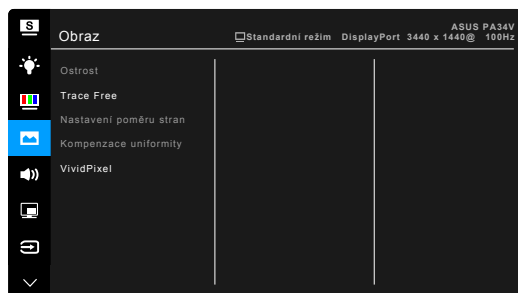 S
ASUS PA34V
Obraz
Standardní režim DisplayPort 3440 x 1440@ 100Hz
Ostrost
Trace Free
Nastavení poměru stran
Kompenzace uniformity
VividPixel